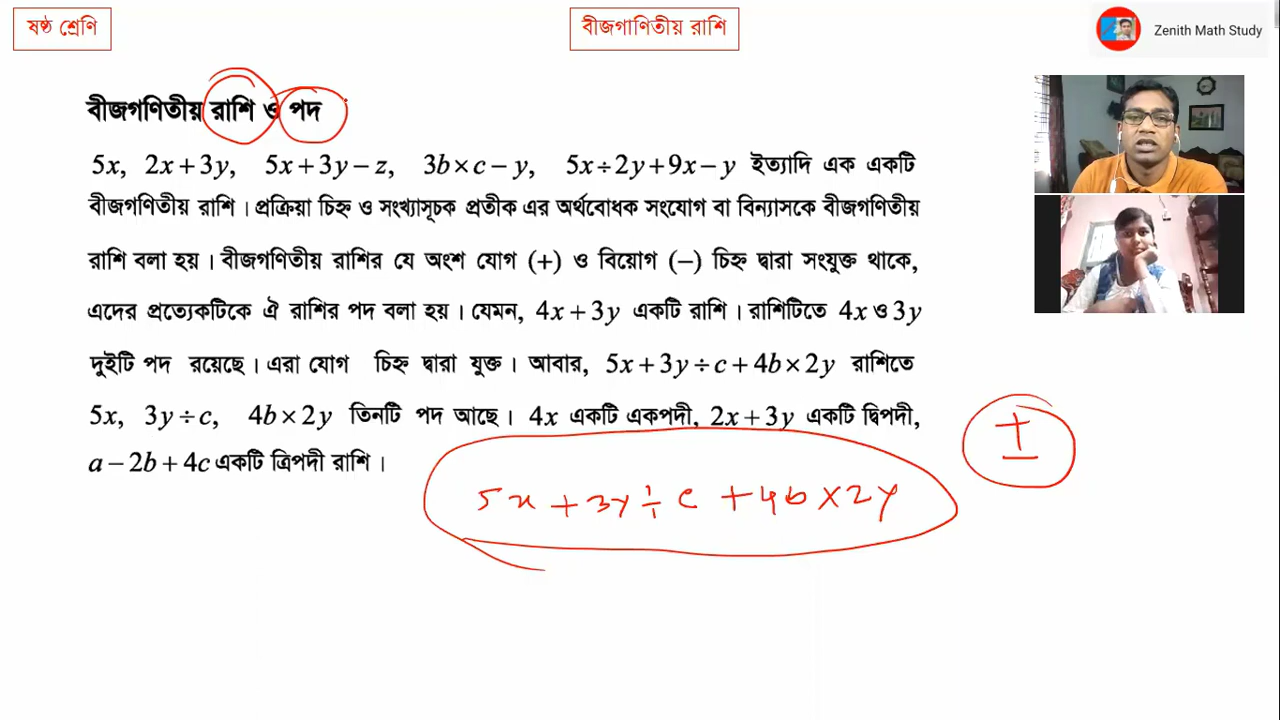 ষষ্ঠ শ্রেণি
বীজগাণিতীয় রাশি
Zenith Math Study
বীজগণিতীয় রাশি ও পদ
5x, 2x+3y, 5x+3y−z, 3b×c−y, 5x÷2y+9x−y ইত্যাদি এক একটি
বীজগণিতীয় রাশি। প্রক্রিয়া চিহ্ন ও সংখ্যাসূচক প্রতীক এর অর্থবোধক সংযোগ বা বিন্যাসকে বীজগণিতীয়
রাশি বলা হয়। বীজগণিতীয় রাশির যে অংশ যোগ (+) ও বিয়োগ (−) চিহ্ন দ্বারা সংযুক্ত থাকে,
এদের প্রত্যেকটিকে ঐ রাশির পদ বলা হয়। যেমন, 4x+3y একটি রাশি। রাশিটিতে 4x ও 3y
দুইটি পদ রয়েছে। এরা যোগ চিহ্ন দ্বারা যুক্ত। আবার, 5x+3y÷c+4b×2y রাশিতে
5x, 3y÷c, 4b×2y তিনটি পদ আছে। 4x একটি একপদী, 2x+3y একটি দ্বিপদী,
a−2b+4c একটি ত্রিপদী রাশি।
+
−
5x+3y÷c+4b×2y